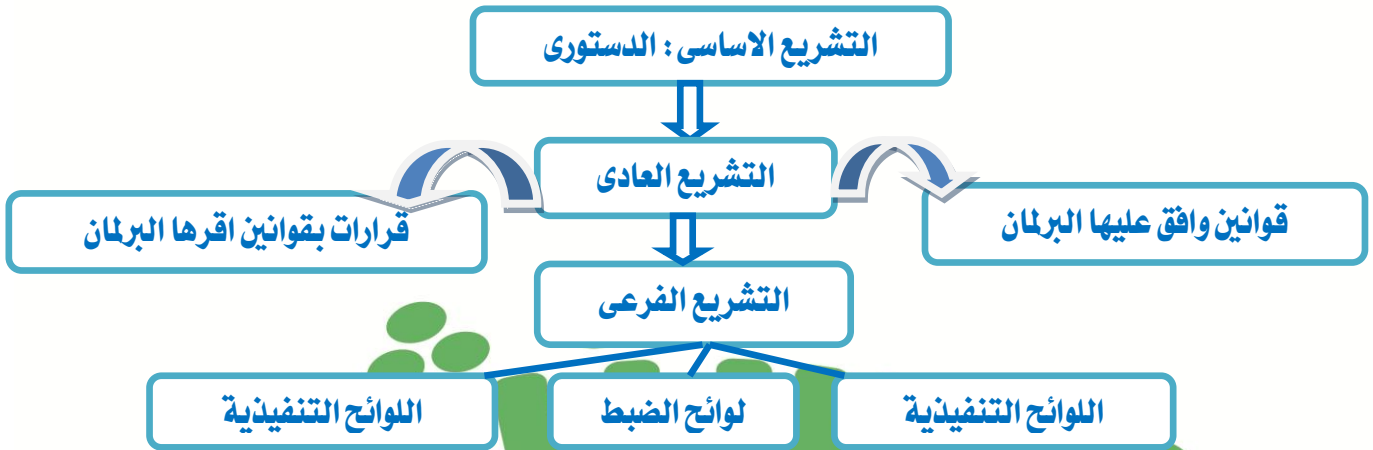 التشريع الاساسى : الدستورى
التشريع العادى
قوانين وافق عليها البرلمان
قرارات بقوانين اقرها البرلمان
التشريع الفرعى
اللوائح التنفيذية
لوائح الضبط
اللوائح التنفيذية